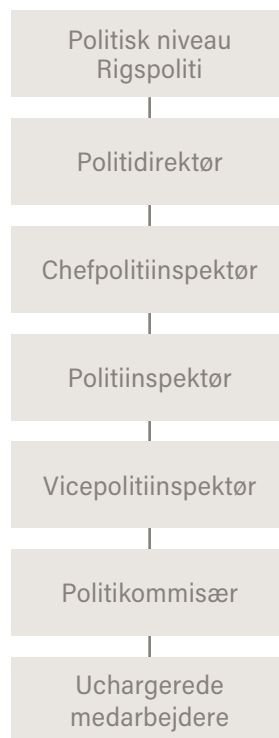 Politisk niveau
Rigspoliti
Politidirektør
Chefpolitiinspektør
Politiinspektør
Vicepolitiinspektør
Politikommisær
Uchargerede
medarbejdere